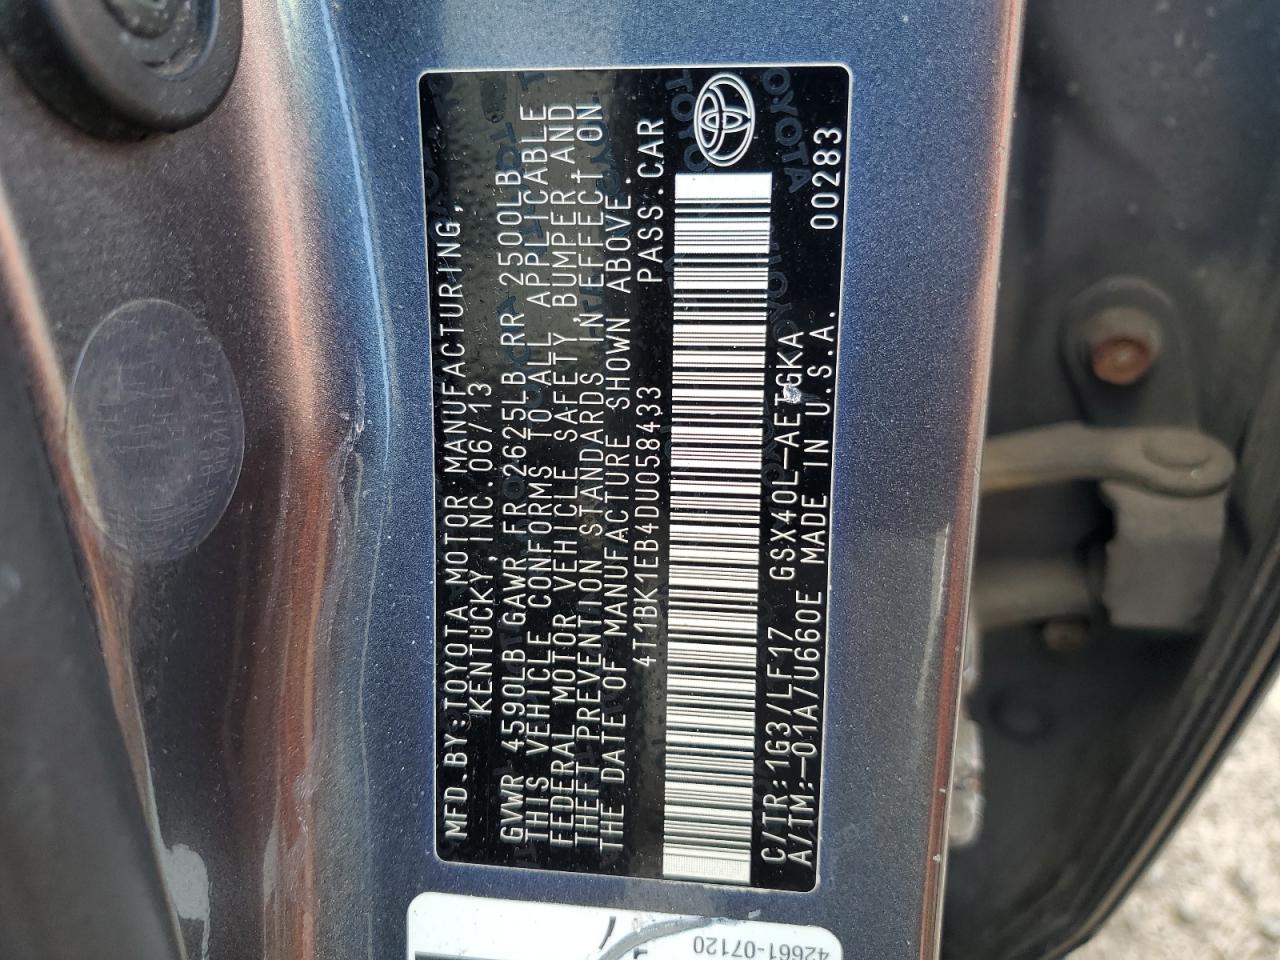 MFD.BY:TOYOTA MOTOR MANUFACTURING,
KENTUCKY,INC.06/13
GVWR 4590LB GAWR FR 2625LB RR 2500LB
THIS VEHICLE CONFORMS TO ALL APPLICABLE
FEDERAL MOTOR VEHICLE SAFETY,BUMPER,AND
THEFT PREVENTION STANDARDS IN EFFECT ON
THE DATE OF MANUFACTURE SHOWN ABOVE.
4T1BK1EB4DU058433 PASS.CAR
C/TR:1G3/LF17 GSX40L-AETGKA
A/TM:-01A/U660E MADE IN U.S.A. 00283
42661-07120